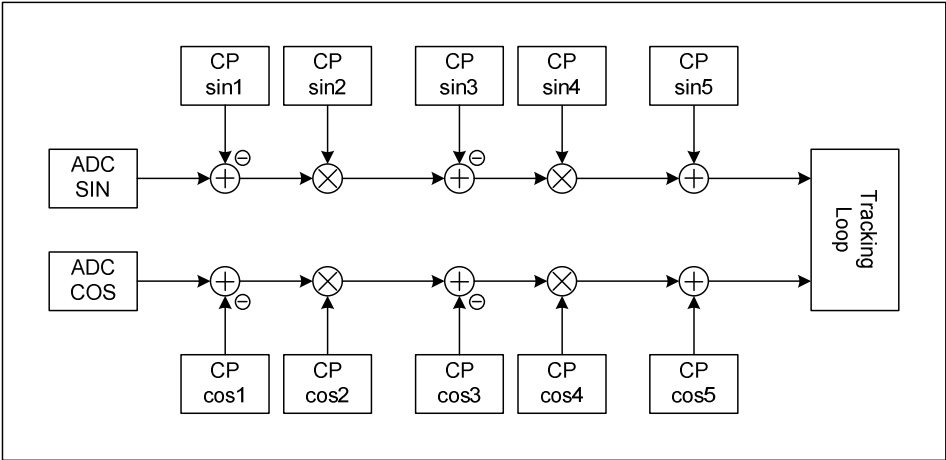 CP
sin1
CP
sin2
CP
sin3
CP
sin4
CP
sin5
ADC
SIN
Tracking
Loop
ADC
COS
CP
cos1
CP
cos2
CP
cos3
CP
cos4
CP
cos5